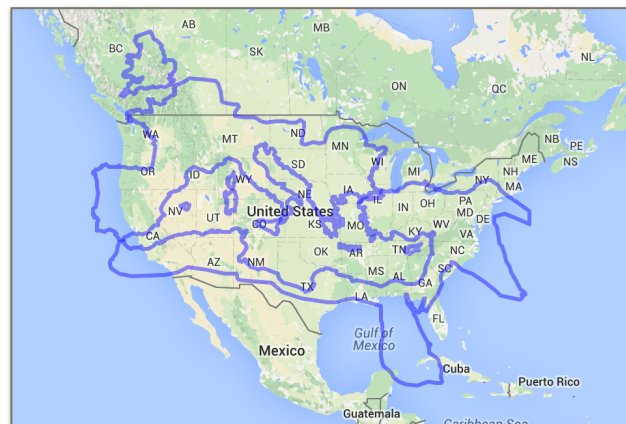 AB
MB
BC
SK
NL
ON
QC
WA
ND
MT
MN
NB
PE
ME
NS
OR
ID
SD
WI
MI
NH
NY
MA
WY
IA
NE
IL
IN
OH
PA
MD
DE
NV
UT
United States
CO
KS
MO
KY
WV
VA
CA
OK
AR
TN
NC
AZ
NM
MS
AL
SC
GA
TX
LA
FL
Gulf of
Mexico
Mexico
Cuba
Puerto Rico
Guatemala
Caribbean Sea